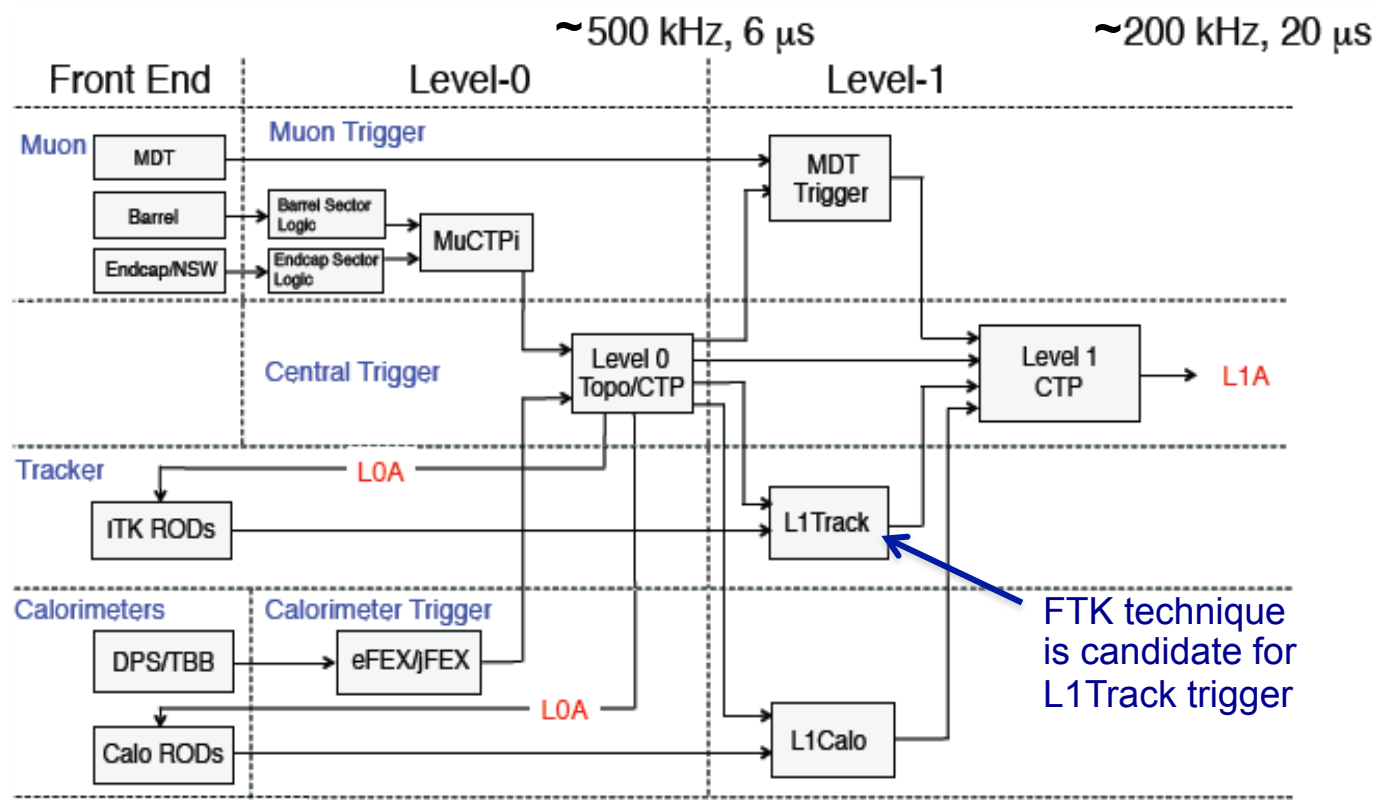 ~500 kHz, 6 μs
~200 kHz, 20 μs
Front End
Level-0
Level-1
Muon
Muon Trigger
MDT
MDT
Trigger
Barrel
Barrel Sector
Logic
MuCTPi
Endcap/NSW
Endcap Sector
Logic
Central Trigger
Level 0
Topo/CTP
Level 1
CTP
L1A
Tracker
L0A
ITK RODs
L1Track
Calorimeters
Calorimeter Trigger
FTK technique
is candidate for
L1Track trigger
DPS/TBB
eFEX/jFEX
L0A
Calo RODs
L1Calo